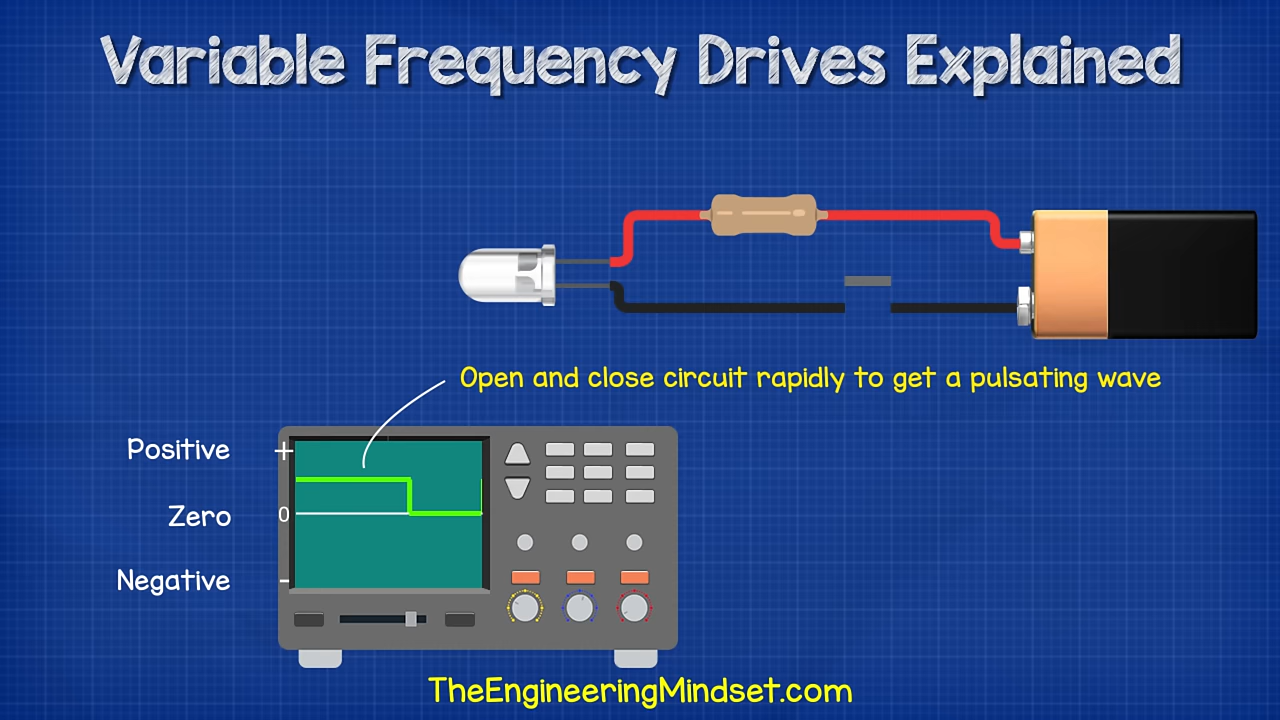 Variable Frequency Drives Explained
Open and close circuit rapidly to get a pulsating wave
Positive +
Zero 0
Negative -
TheEngineeringMindset.com